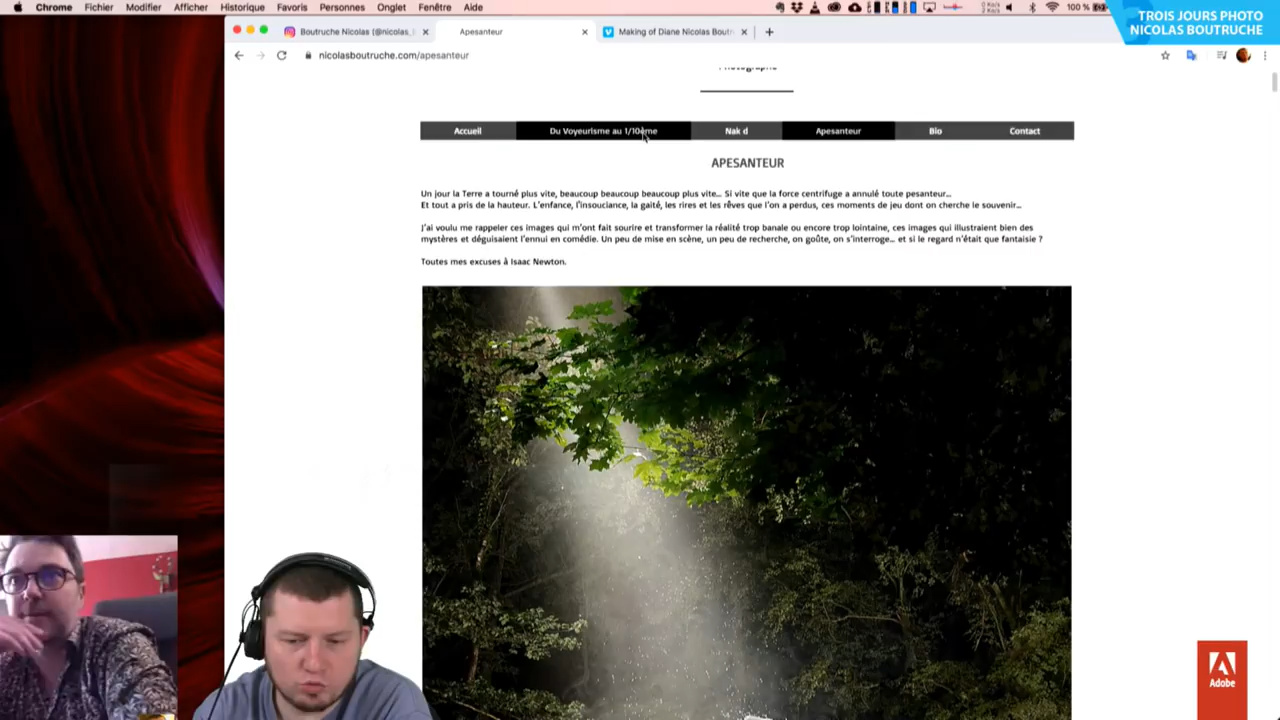 Chrome Fichier Modifier Afficher Historique Favoris Personnes Onglet Fenêtre Aide
100 %
TROIS JOURS PHOTO
NICOLAS BOUTRUCHE
Boutruche Nicolas (@nicolas_
Apesanteur
Making of Diane Nicolas Boutr
nicolasboutruche.com/apesanteur
Photographe
Accueil
Du Voyeurisme au 1/10ème
Nak d
Apesanteur
Bio
Contact
APESANTEUR
Un jour la Terre a tourné plus vite, beaucoup beaucoup beaucoup plus vite... Si vite que la force centrifuge a annulé toute pesanteur...
Et tout a pris de la hauteur. L'enfance, l'insouciance, la gaité, les rires et les rêves que l'on a perdus, ces moments de jeu dont on cherche le souvenir...
J'ai voulu me rappeler ces images qui m'ont fait sourire et transformer la réalité trop banale ou encore trop lointaine, ces images qui illustraient bien des
mystères et déguisaient l'ennui en comédie. Un peu de mise en scène, un peu de recherche, on goûte, on s'interroge... et si le regard n'était que fantaisie ?
Toutes mes excuses à Isaac Newton.
Adobe